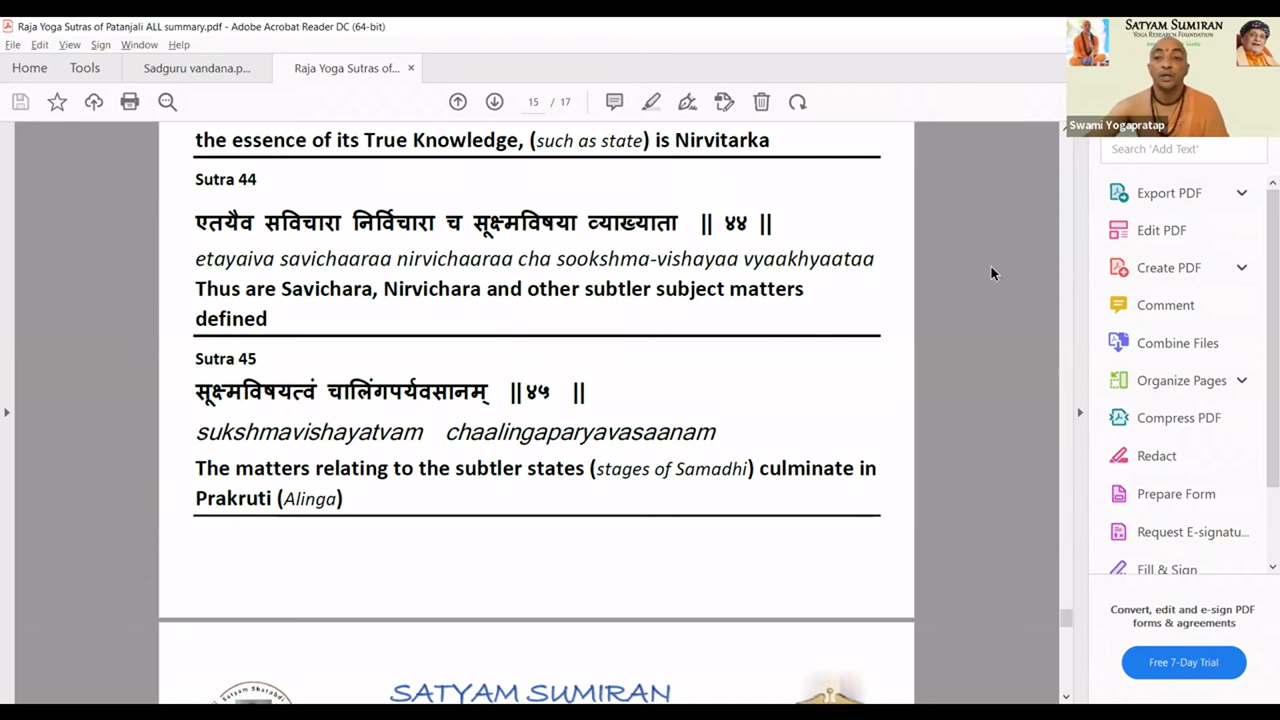 Raja Yoga Sutras of Patanjali ALL summary.pdf - Adobe Acrobat Reader DC (64-bit)
File Edit View Sign Window Help
Home Tools Sadguru vandana.p... Raja Yoga Sutras of... ×
15 / 17
SATYAM SUMIRAN
YOGA RESEARCH FOUNDATION
Swami Yogapratap
Search 'Add Text'
the essence of its True Knowledge, (such as state) is Nirvitarka
Sutra 44
एतयैव सविचारा निर्विचारा च सूक्ष्मविषया व्याख्याता || ४४ ||
etayaiva savichaaraa nirvichaaraa cha sookshma-vishayaa vyaakhyaataa
Thus are Savichara, Nirvichara and other subtler subject matters
defined
Sutra 45
सूक्ष्मविषयत्वं चालिंगपर्यवसानम् || ४५ ||
sukshmavishayatvam chaalingaparyavasaanam
The matters relating to the subtler states (stages of Samadhi) culminate in
Prakruti (Alinga)
SATYAM SUMIRAN
Export PDF
Edit PDF
Create PDF
Comment
Combine Files
Organize Pages
Compress PDF
Redact
Prepare Form
Request E-signatu...
Fill & Sign
Convert, edit and e-sign PDF
forms & agreements
Free 7-Day Trial